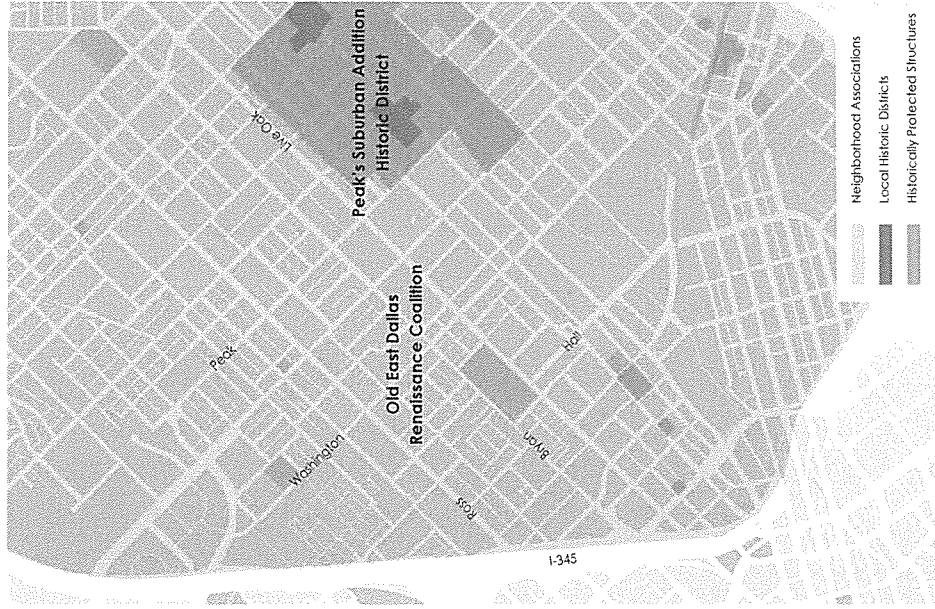 Peak's Suburban Addition
Historic District
Live Oak
Old East Dallas
Renaissance Coalition
Peak
Washington
Hall
Bryan
Ross
I-345
Neighborhood Associations
Local Historic Districts
Historically Protected Structures